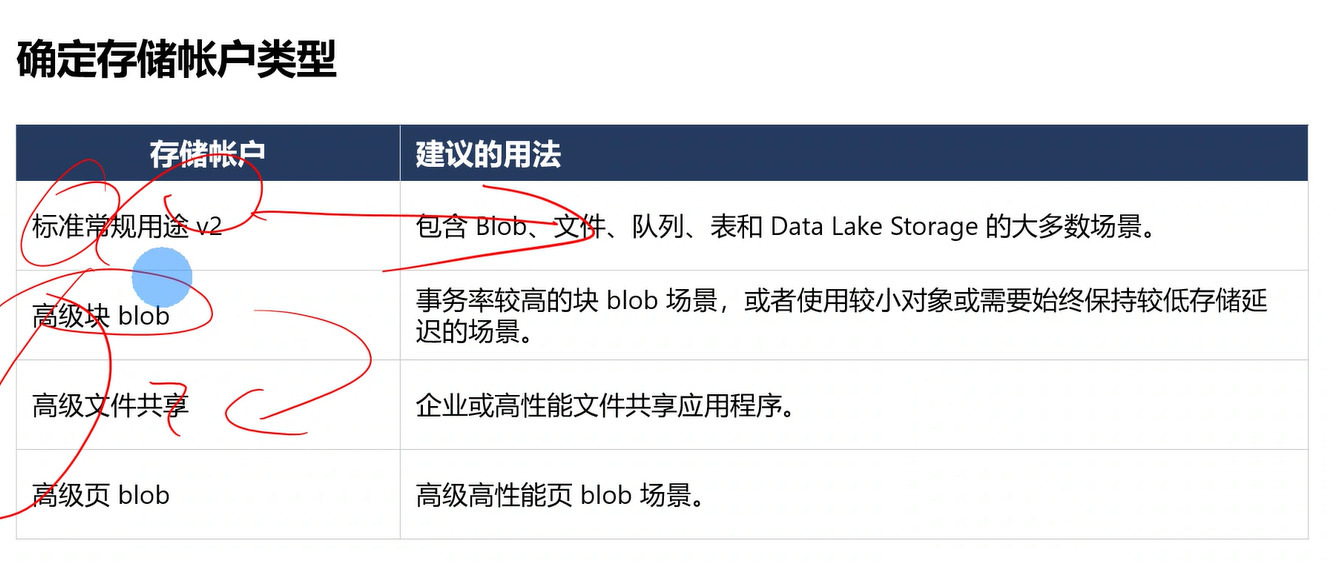 确定存储帐户类型
存储帐户
建议的用法
标准常规用途 v2
包含 Blob、文件、队列、表和 Data Lake Storage 的大多数场景。
高级块 blob
事务率较高的块 blob 场景，或者使用较小对象或需要始终保持较低存储延
迟的场景。
高级文件共享
企业或高性能文件共享应用程序。
高级页 blob
高级高性能页 blob 场景。